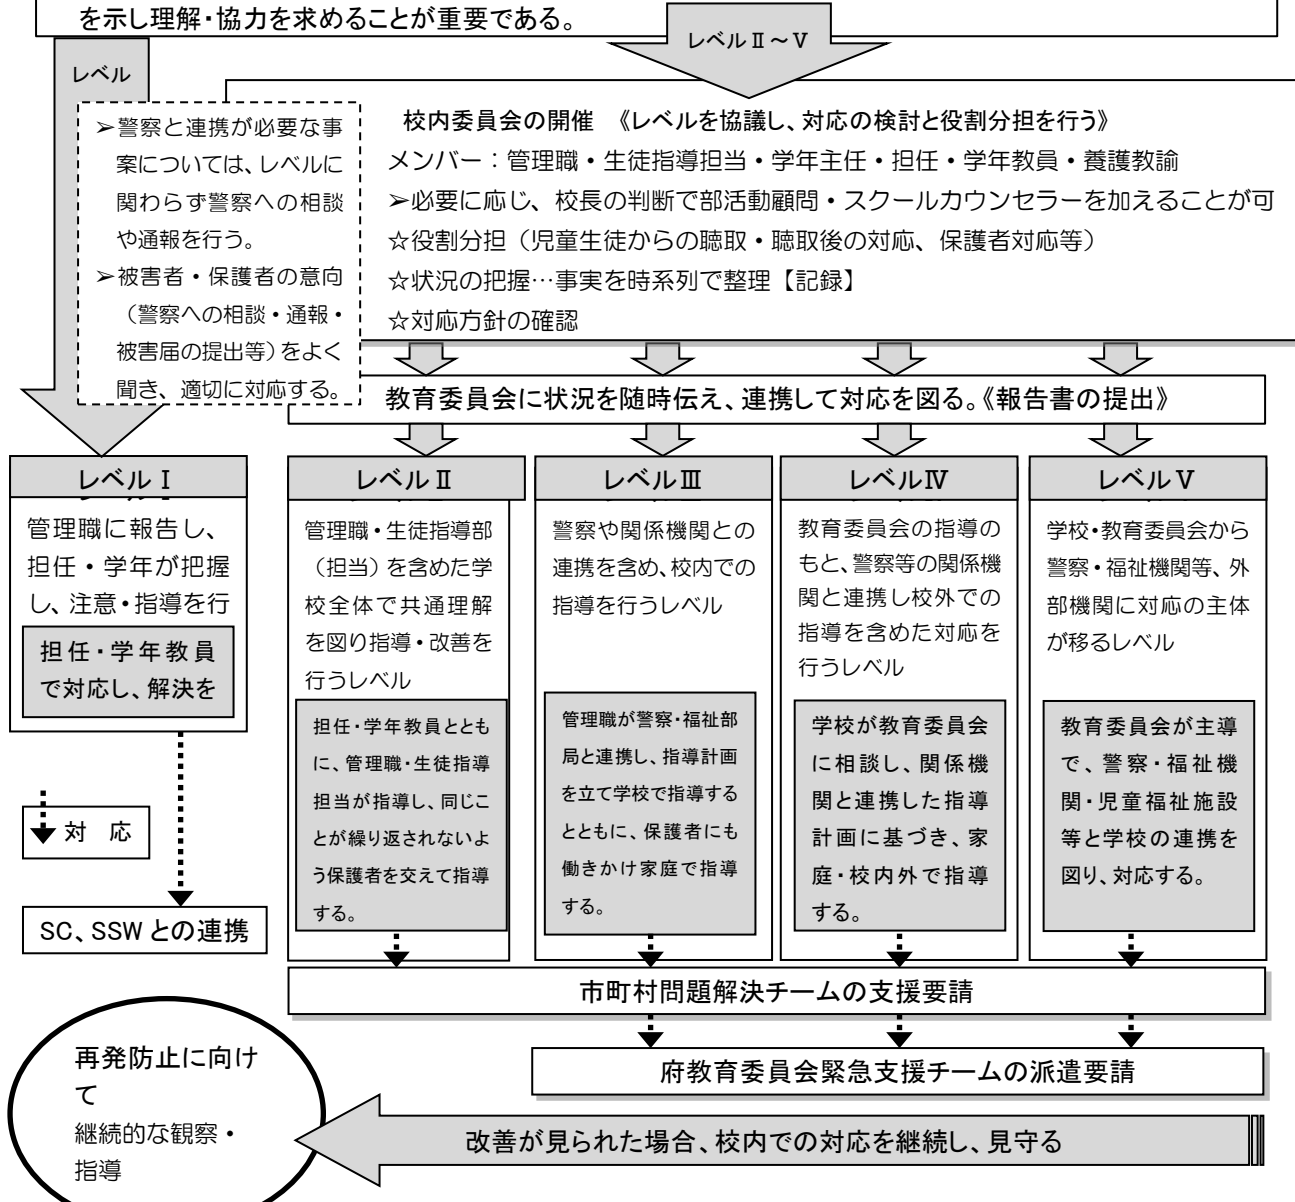 を示し理解・協力を求めることが重要である。
レベルⅡ～Ⅴ
レベル
➢警察と連携が必要な事
案については、レベルに
関わらず警察への相談
や通報を行う。
➢被害者・保護者の意向
（警察への相談・通報・
被害届の提出等）をよく
聞き、適切に対応する。
校内委員会の開催　《レベルを協議し、対応の検討と役割分担を行う》
メンバー：管理職・生徒指導担当・学年主任・担任・学年教員・養護教諭
➢必要に応じ、校長の判断で部活動顧問・スクールカウンセラーを加えることが可
☆役割分担（児童生徒からの聴取・聴取後の対応、保護者対応等）
☆状況の把握…事実を時系列で整理【記録】
☆対応方針の確認
教育委員会に状況を随時伝え、連携して対応を図る。《報告書の提出》
レベルⅠ
管理職に報告し、
担任・学年が把握
し、注意・指導を行
担任・学年教員
で対応し、解決を
対　応
SC、SSWとの連携
レベルⅡ
管理職・生徒指導部
（担当）を含めた学
校全体で共通理解
を図り指導・改善を
行うレベル
担任・学年教員ととも
に、管理職・生徒指導
担当が指導し、同じこ
とが繰り返されないよ
う保護者を交えて指導
する。
レベルⅢ
警察や関係機関との
連携を含め、校内での
指導を行うレベル
管理職が警察・福祉部
局と連携し、指導計画
を立て学校で指導する
とともに、保護者にも
働きかけ家庭で指導
する。
レベルⅣ
教育委員会の指導の
もと、警察等の関係機
関と連携し校外での
指導を含めた対応を
行うレベル
学校が教育委員会
に相談し、関係機
関と連携した指導
計画に基づき、家
庭・校内外で指導
する。
レベルⅤ
学校・教育委員会から
警察・福祉機関等、外
部機関に対応の主体
が移るレベル
教育委員会が主導
で、警察・福祉機
関・児童福祉施設
等と学校の連携を
図り、対応する。
市町村問題解決チームの支援要請
府教育委員会緊急支援チームの派遣要請
再発防止に向け
て
継続的な観察・
指導
改善が見られた場合、校内での対応を継続し、見守る